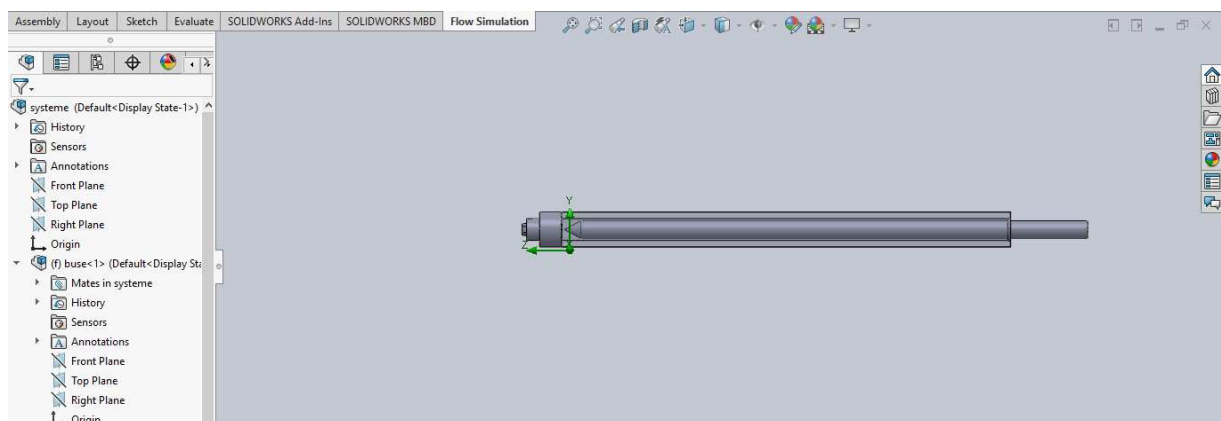 Assembly Layout Sketch Evaluate SOLIDWORKS Add-Ins SOLIDWORKS MBD Flow Simulation
systeme (Default<Display State-1>)
History
Sensors
A Annotations
Front Plane
Top Plane
Right Plane
Origin
(f) buse<1> (Default<Display Sta
Mates in systeme
History
Sensors
A Annotations
Front Plane
Top Plane
Right Plane
Origin
Y
Z